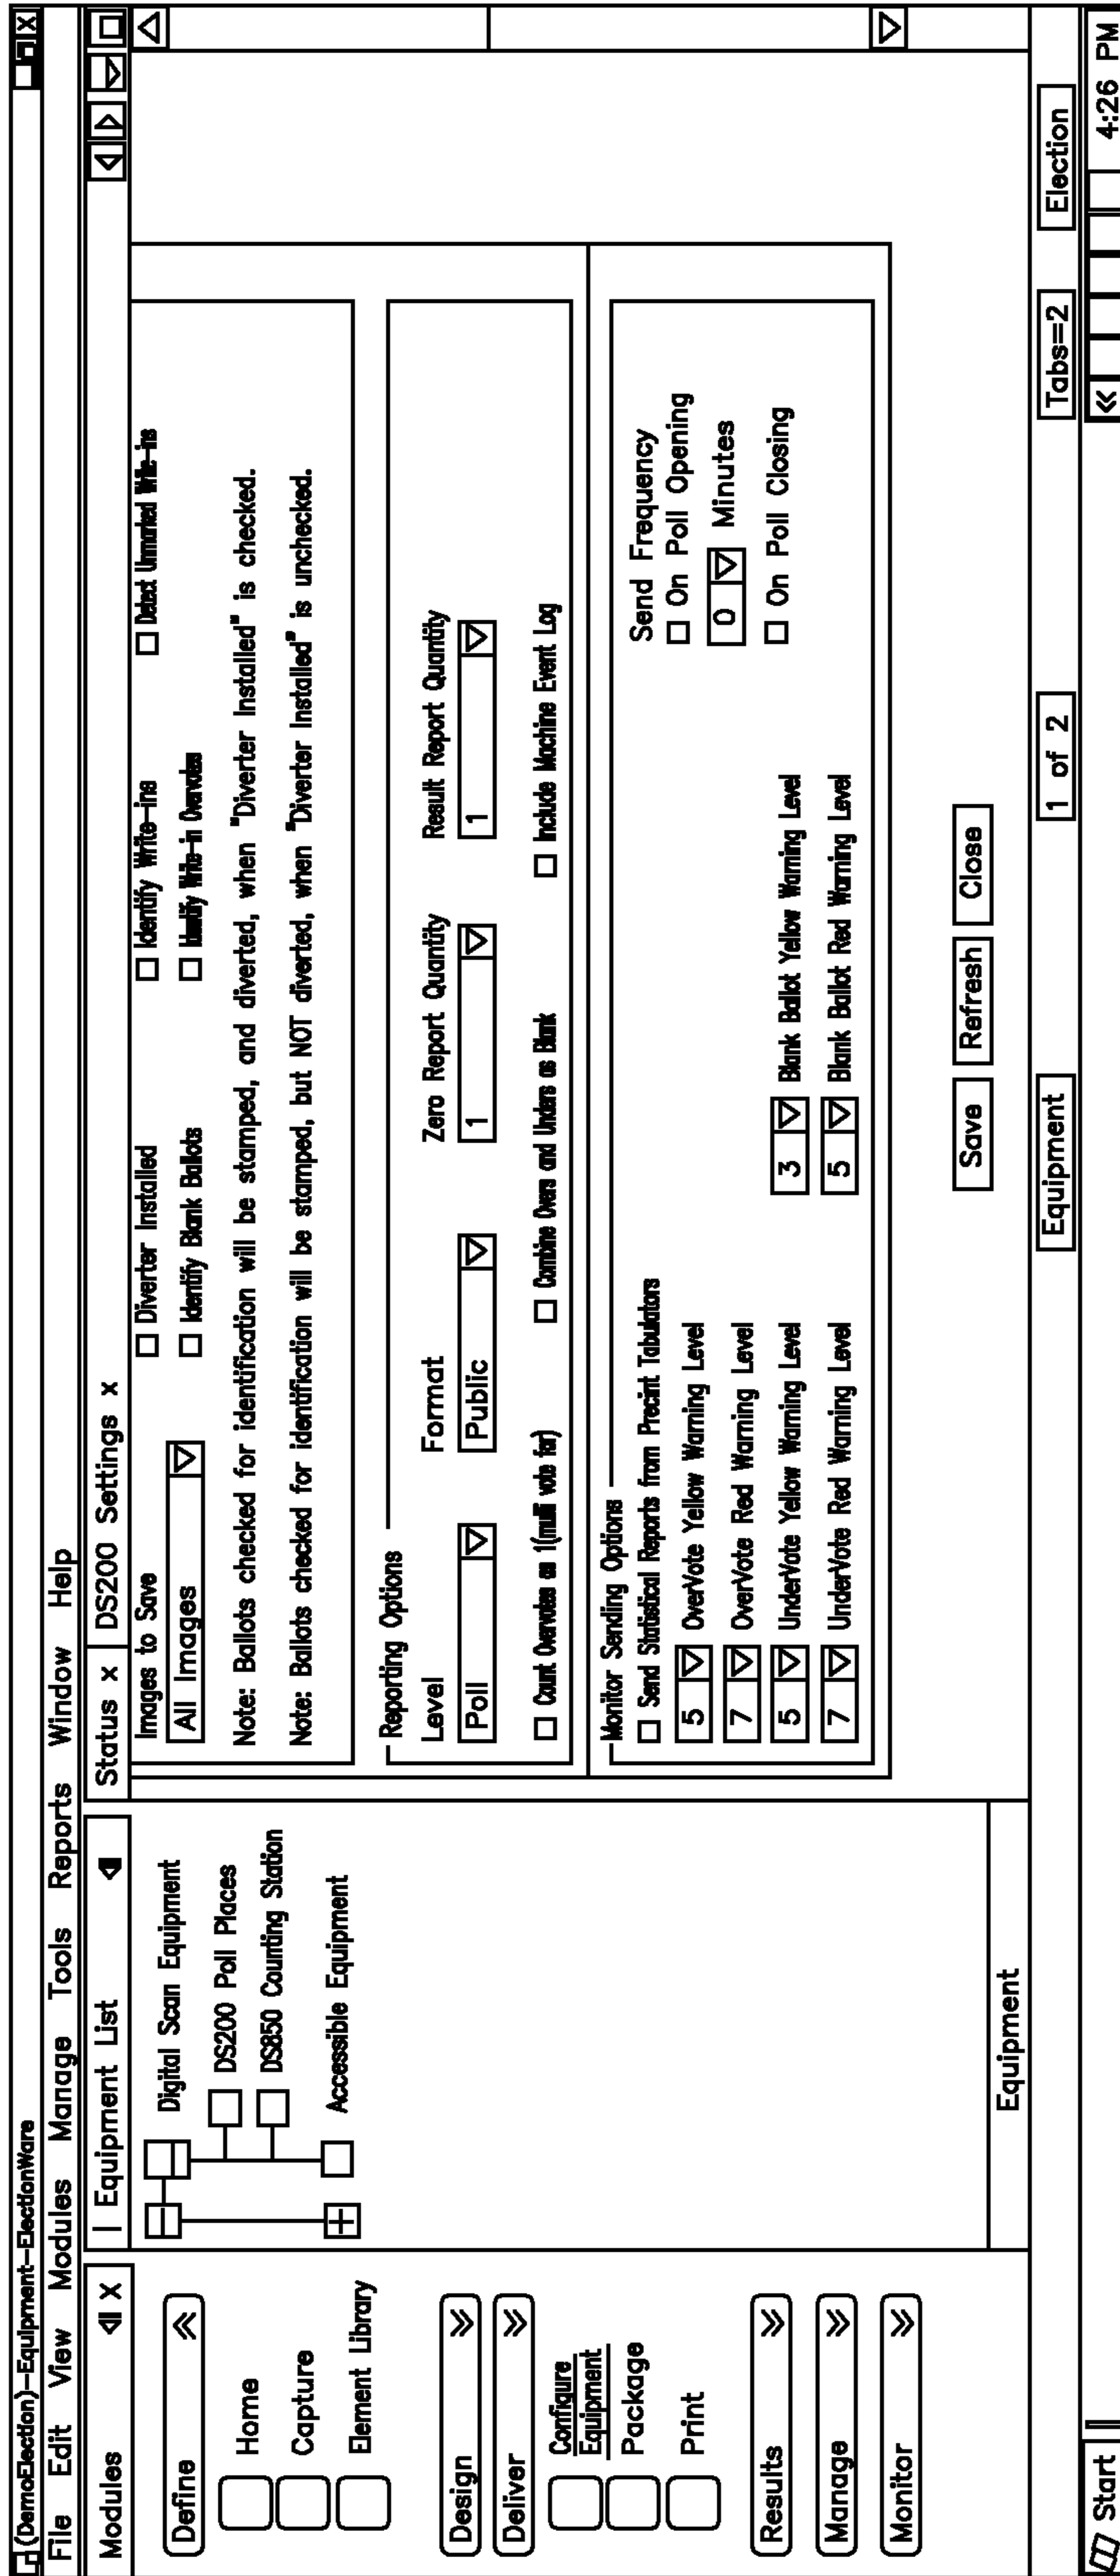 (DemoElection)-Equipment-ElectionWare
File Edit View Modules Manage Tools Reports Window Help
Modules X
Define
Home
Capture
Element Library
Design
Deliver
Configure
Equipment
Package
Print
Results
Manage
Monitor
| Equipment List
Digital Scan Equipment
DS200 Poll Places
DS850 Counting Station
Accessible Equipment
Equipment
Status x DS200 Settings x
Images to Save
All Images
Diverter Installed
Identify Write-ins
Detect Unmarked Write-ins
Identify Blank Ballots
Identify Write-in Overvotes
Note: Ballots checked for identification will be stamped, and diverted, when "Diverter Installed" is checked.
Note: Ballots checked for identification will be stamped, but NOT diverted, when "Diverter Installed" is unchecked.
Reporting Options
Level Format Zero Report Quantity Result Report Quantity
Poll Public 1 1
Count Overvotes as 1(multi vote for) Combine Overs and Unders as Blank Include Machine Event Log
Monitor Sending Options
Send Statistical Reports from Precint Tabulators
5 OverVote Yellow Warning Level
7 OverVote Red Warning Level
5 UnderVote Yellow Warning Level
7 UnderVote Red Warning Level
3 Blank Ballot Yellow Warning Level
5 Blank Ballot Red Warning Level
Send Frequency
On Poll Opening
0 Minutes
On Poll Closing
Save Refresh Close
Equipment 1 of 2 Tabs=2 Election
Start 4:26 PM